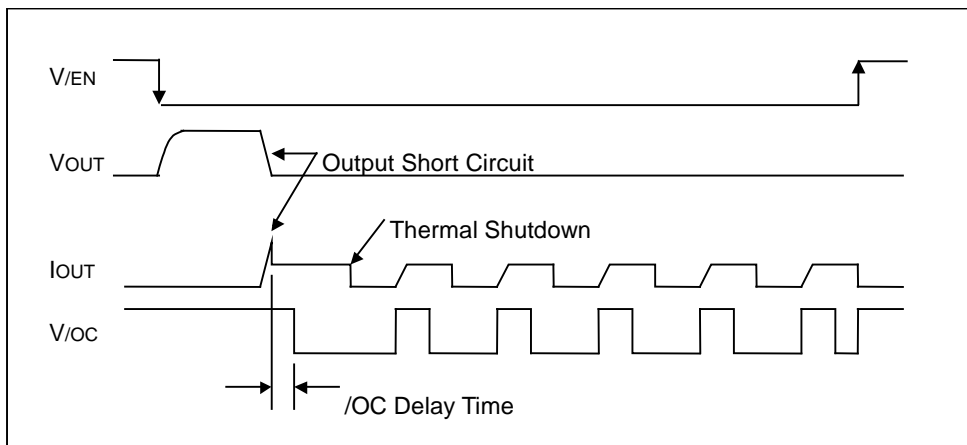 V/EN
VOUT
Output Short Circuit
Thermal Shutdown
IOUT
V/OC
/OC Delay Time